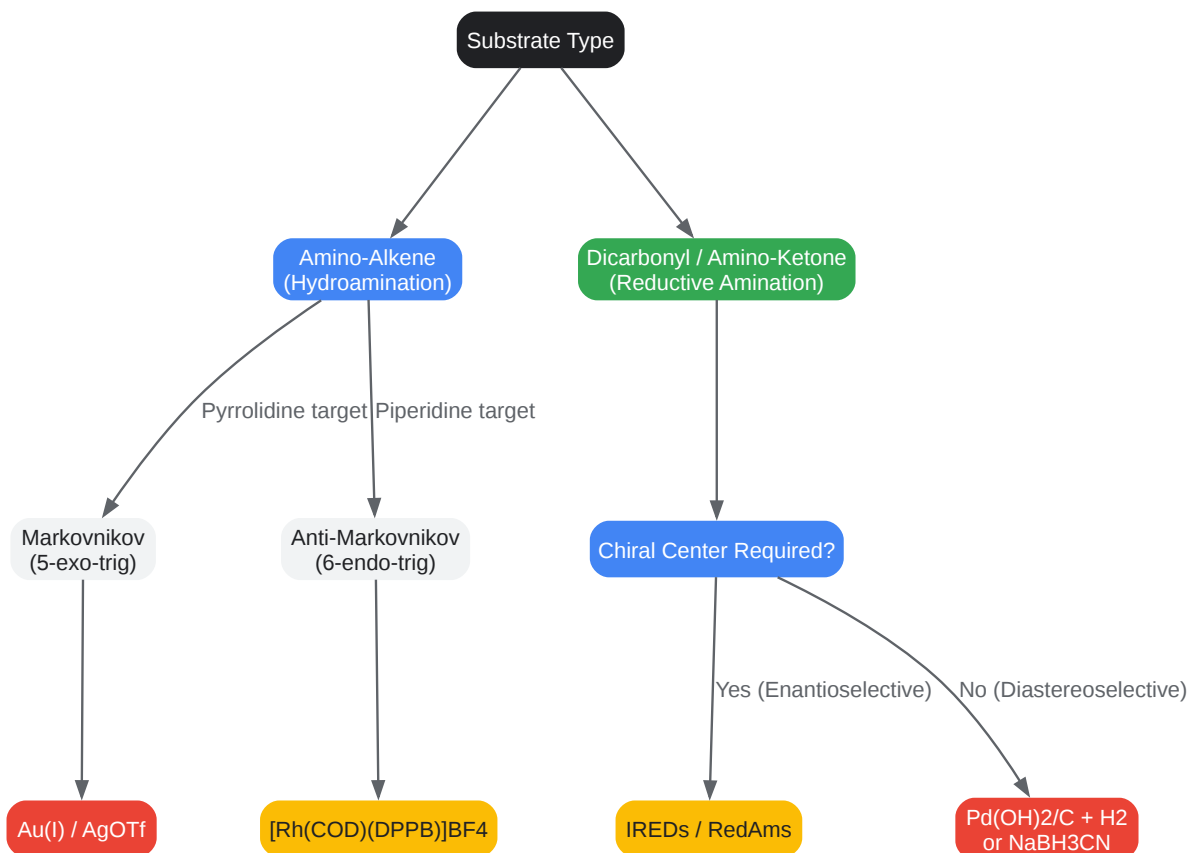 Substrate Type
Amino-Alkene
(Hydroamination)
Dicarbonyl / Amino-Ketone
(Reductive Amination)
Pyrrolidine target
Piperidine target
Markovnikov
(5-exo-trig)
Anti-Markovnikov
(6-endo-trig)
Chiral Center Required?
Yes (Enantioselective)
No (Diastereoselective)
Au(I) / AgOTf
[Rh(COD)(DPPB)]BF4
IREDs / RedAms
Pd(OH)2/C + H2
or NaBH3CN